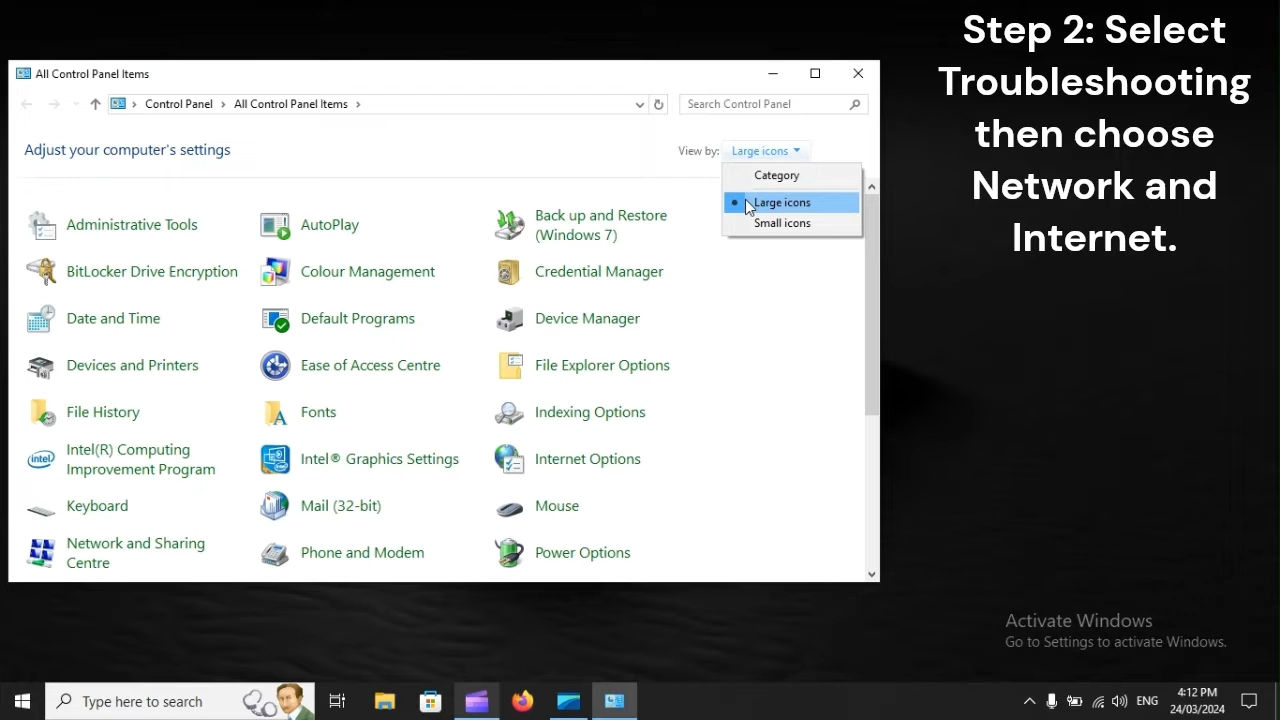 Step 2: Select
Troubleshooting
then choose
Network and
Internet.
All Control Panel Items
Control Panel
All Control Panel Items
Search Control Panel
Adjust your computer's settings
View by:
Large icons
Category
Large icons
Small icons
Administrative Tools
AutoPlay
Back up and Restore
(Windows 7)
BitLocker Drive Encryption
Colour Management
Credential Manager
Date and Time
Default Programs
Device Manager
Devices and Printers
Ease of Access Centre
File Explorer Options
File History
Fonts
Indexing Options
Intel(R) Computing
Improvement Program
Intel® Graphics Settings
Internet Options
Keyboard
Mail (32-bit)
Mouse
Network and Sharing
Centre
Phone and Modem
Power Options
Activate Windows
Go to Settings to activate Windows.
Type here to search
ENG
4:12 PM
24/03/2024